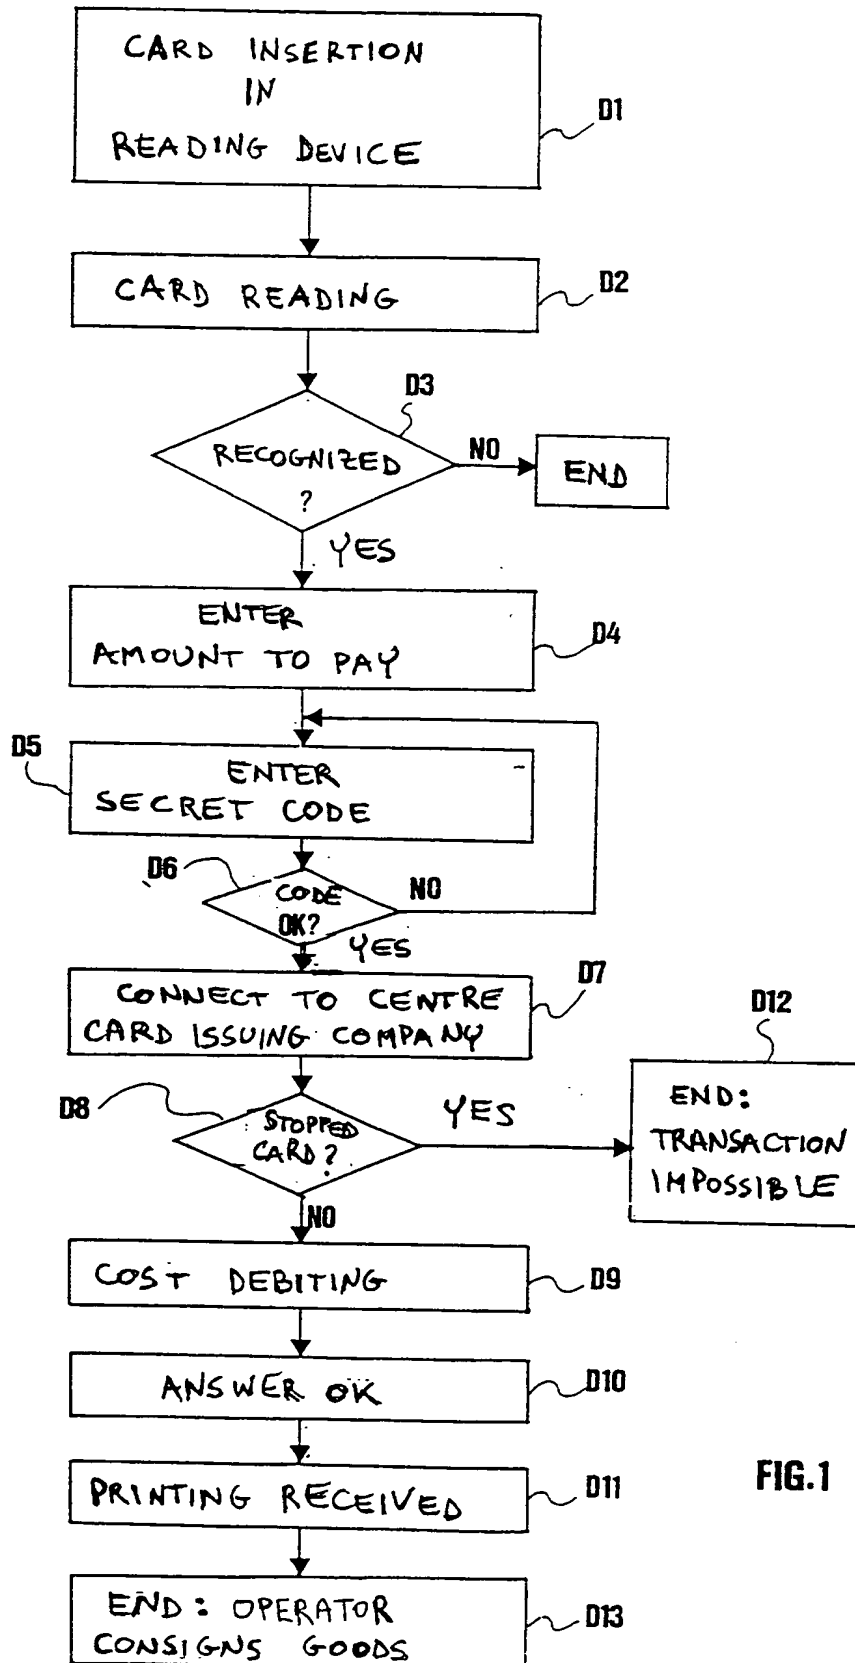 CARD INSERTION
IN
READING DEVICE
D1
CARD READING
D2
D3
RECOGNIZED
?
NO
END
YES
ENTER
AMOUNT TO PAY
D4
D5
ENTER
SECRET CODE
D6
CODE
OK?
NO
YES
CONNECT TO CENTRE
CARD ISSUING COMPANY
D7
D8
STOPPED
CARD?
YES
D12
END:
TRANSACTION
IMPOSSIBLE
NO
COST DEBITING
D9
ANSWER OK
D10
PRINTING RECEIVED
D11
FIG.1
END: OPERATOR
CONSIGNS GOODS
D13